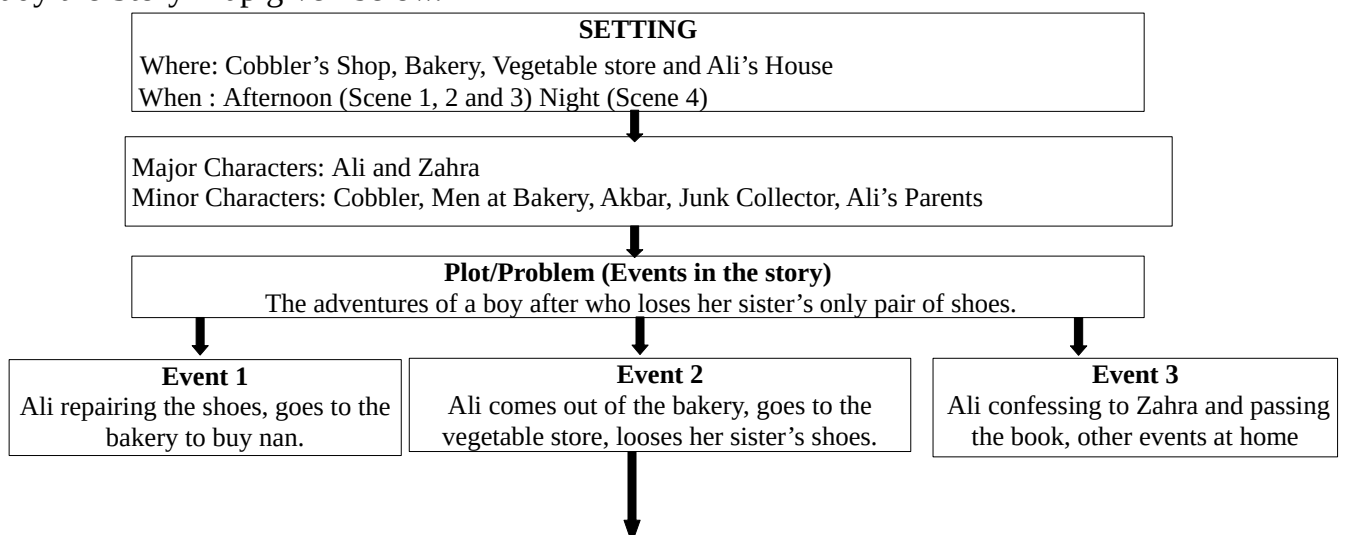 SETTING
Where: Cobbler’s Shop, Bakery, Vegetable store and Ali’s House
When : Afternoon (Scene 1, 2 and 3) Night (Scene 4)
Major Characters: Ali and Zahra
Minor Characters: Cobbler, Men at Bakery, Akbar, Junk Collector, Ali’s Parents
Plot/Problem (Events in the story)
The adventures of a boy after who loses her sister’s only pair of shoes.
Event 1
Ali repairing the shoes, goes to the
bakery to buy nan.
Event 2
Ali comes out of the bakery, goes to the
vegetable store, looses her sister’s shoes.
Event 3
Ali confessing to Zahra and passing
the book, other events at home